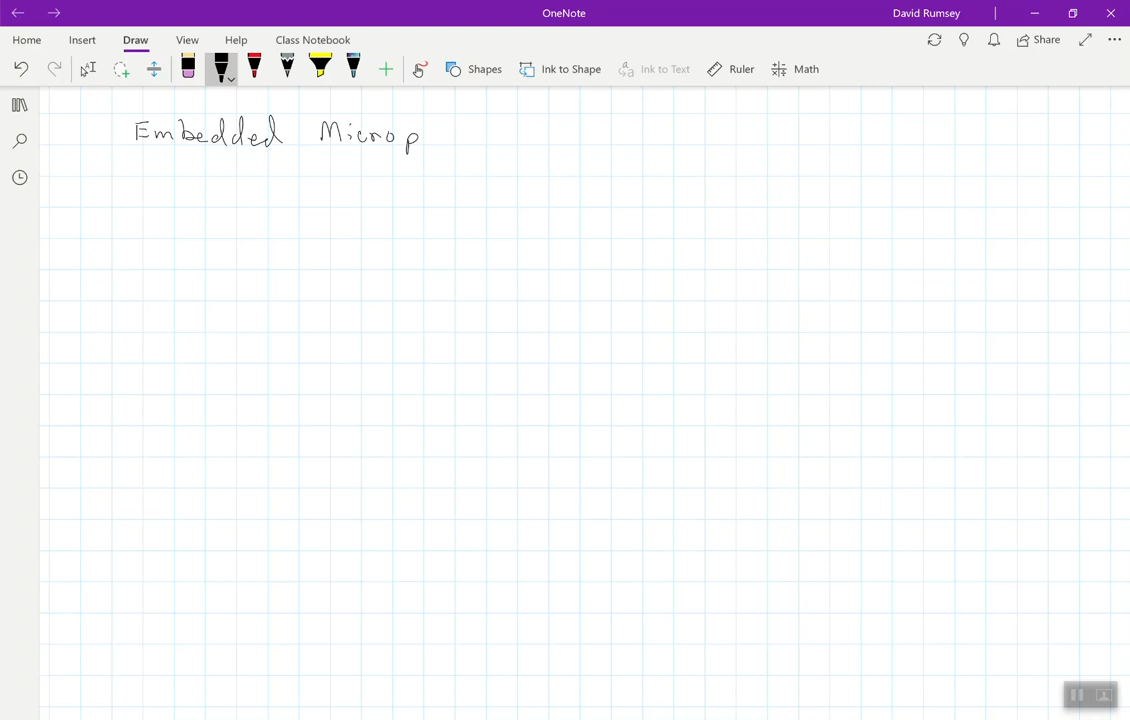 OneNote
David Rumsey
Home Insert Draw View Help Class Notebook
Share
Shapes Ink to Shape Ink to Text Ruler Math
Embedded Microp